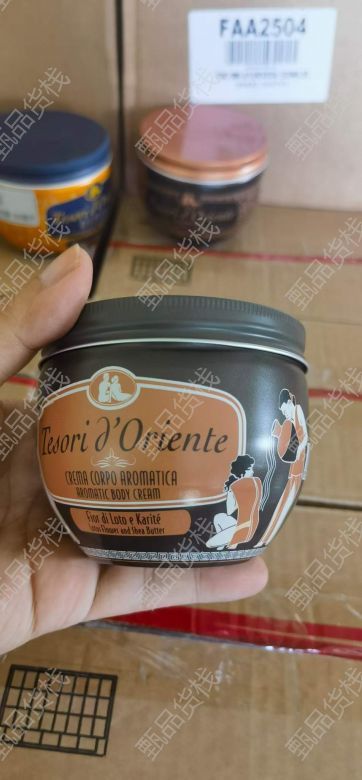 FAA2504
Tesori d'Oriente
CREMA CORPO AROMATICA
AROMATIC BODY CREAM
Fior di Loto e Karité
Lotus Flower and Shea Butter
甄品货栈